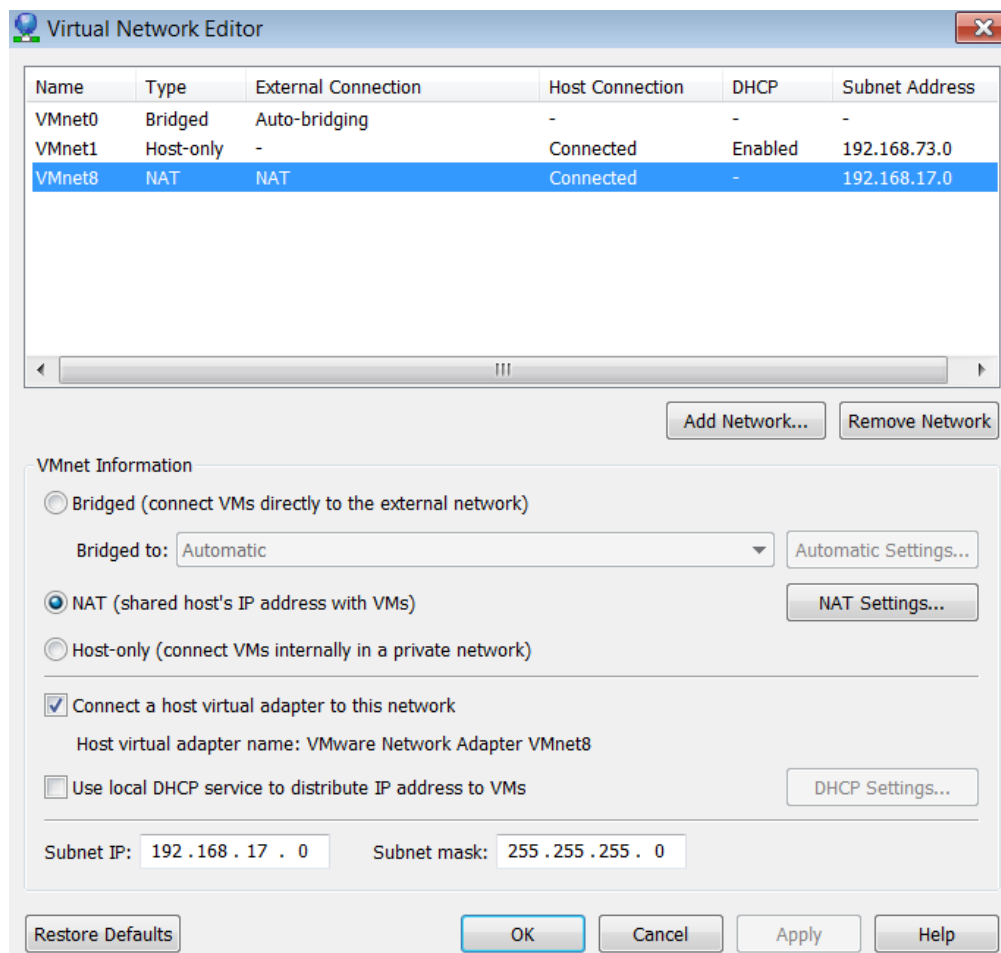 Virtual Network Editor
Name Type External Connection Host Connection DHCP Subnet Address
VMnet0 Bridged Auto-bridging - - -
VMnet1 Host-only - Connected Enabled 192.168.73.0
VMnet8 NAT NAT Connected - 192.168.17.0
Add Network... Remove Network
VMnet Information
Bridged (connect VMs directly to the external network)
Bridged to: Automatic Automatic Settings...
NAT (shared host's IP address with VMs) NAT Settings...
Host-only (connect VMs internally in a private network)
Connect a host virtual adapter to this network
Host virtual adapter name: VMware Network Adapter VMnet8
Use local DHCP service to distribute IP address to VMs DHCP Settings...
Subnet IP: 192 . 168 . 17 . 0 Subnet mask: 255 . 255 . 255 . 0
Restore Defaults OK Cancel Apply Help